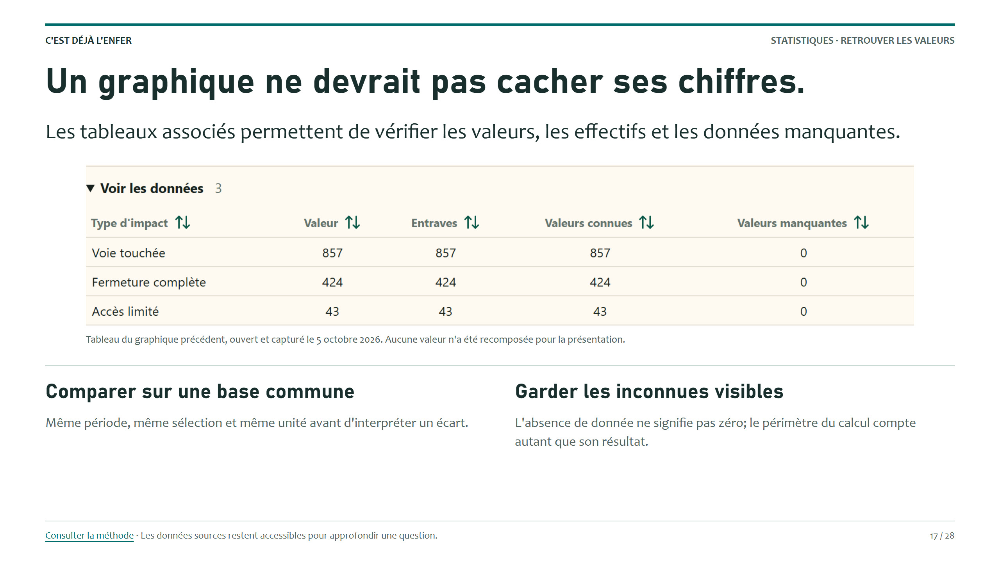 C'EST DÉJÀ L'ENFER
STATISTIQUES · RETROUVER LES VALEURS
Un graphique ne devrait pas cacher ses chiffres.
Les tableaux associés permettent de vérifier les valeurs, les effectifs et les données manquantes.
▼ Voir les données 3
Type d'impact ↑↓ Valeur ↑↓ Entraves ↑↓ Valeurs connues ↑↓ Valeurs manquantes ↑↓
Voie touchée 857 857 857 0
Fermeture complète 424 424 424 0
Accès limité 43 43 43 0
Tableau du graphique précédent, ouvert et capturé le 5 octobre 2026. Aucune valeur n'a été recomposée pour la présentation.
Comparer sur une base commune
Même période, même sélection et même unité avant d'interpréter un écart.
Garder les inconnues visibles
L'absence de donnée ne signifie pas zéro; le périmètre du calcul compte
autant que son résultat.
Consulter la méthode · Les données sources restent accessibles pour approfondir une question.
17 / 28